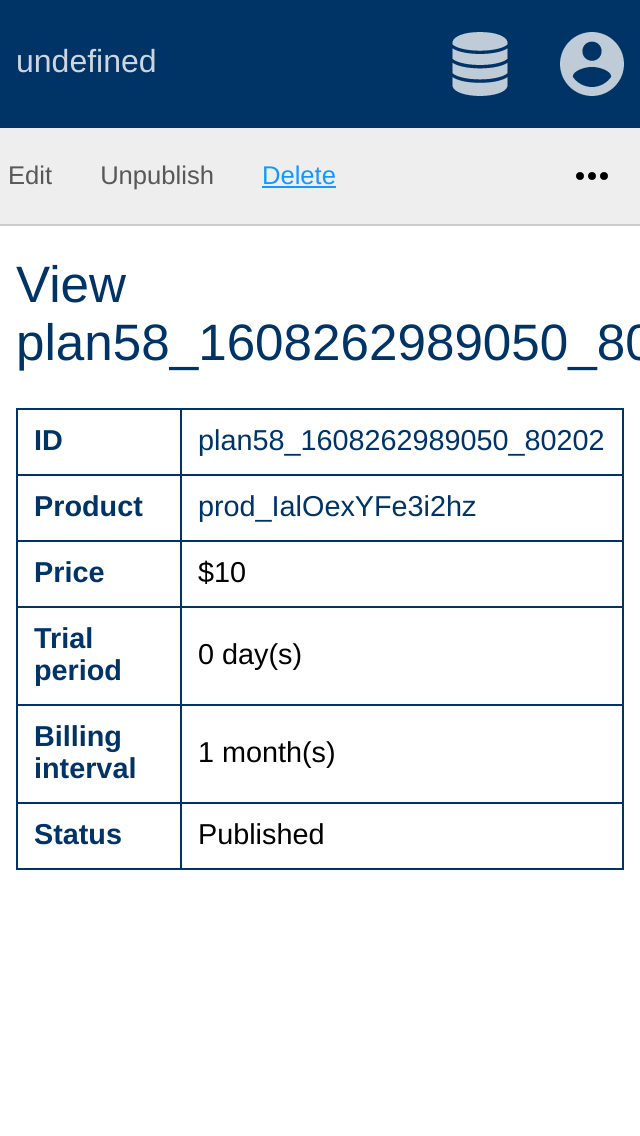 undefined
Edit Unpublish Delete
View
plan58_1608262989050_80
ID plan58_1608262989050_80202
Product prod_IalOexYFe3i2hz
Price $10
Trial
period 0 day(s)
Billing
interval 1 month(s)
Status Published